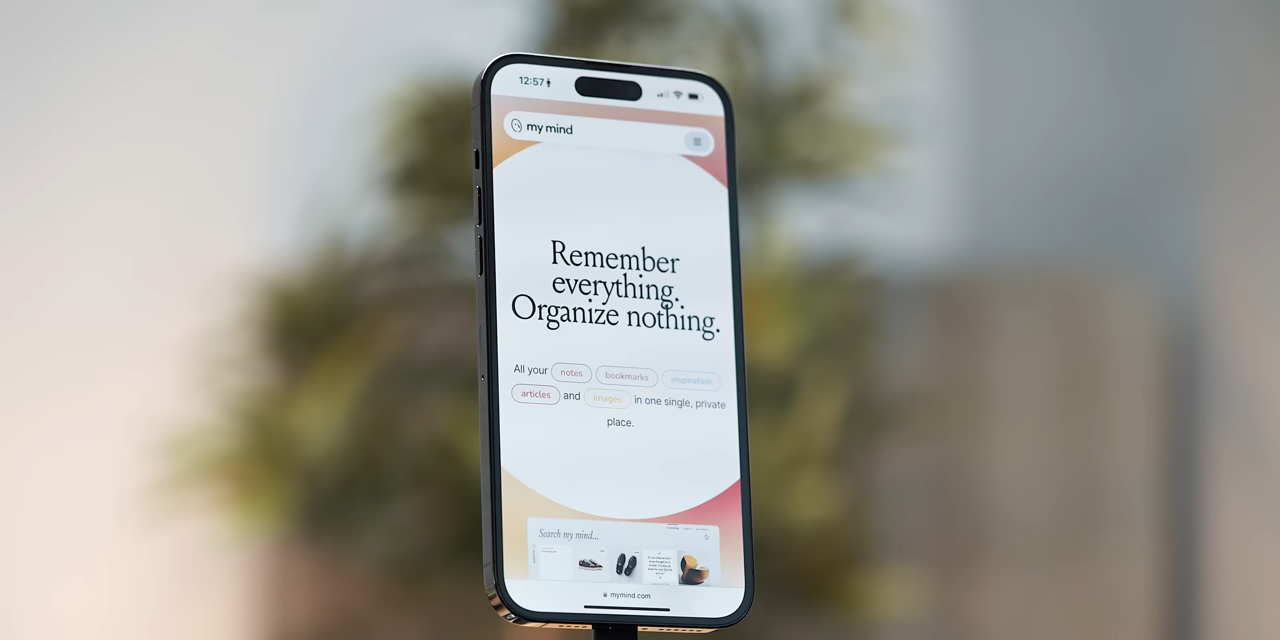 12:57
my mind
Remember
everything.
Organize nothing.
All your notes bookmarks inspiration
articles and images in one single, private
place.
Search my mind...
mymind.com